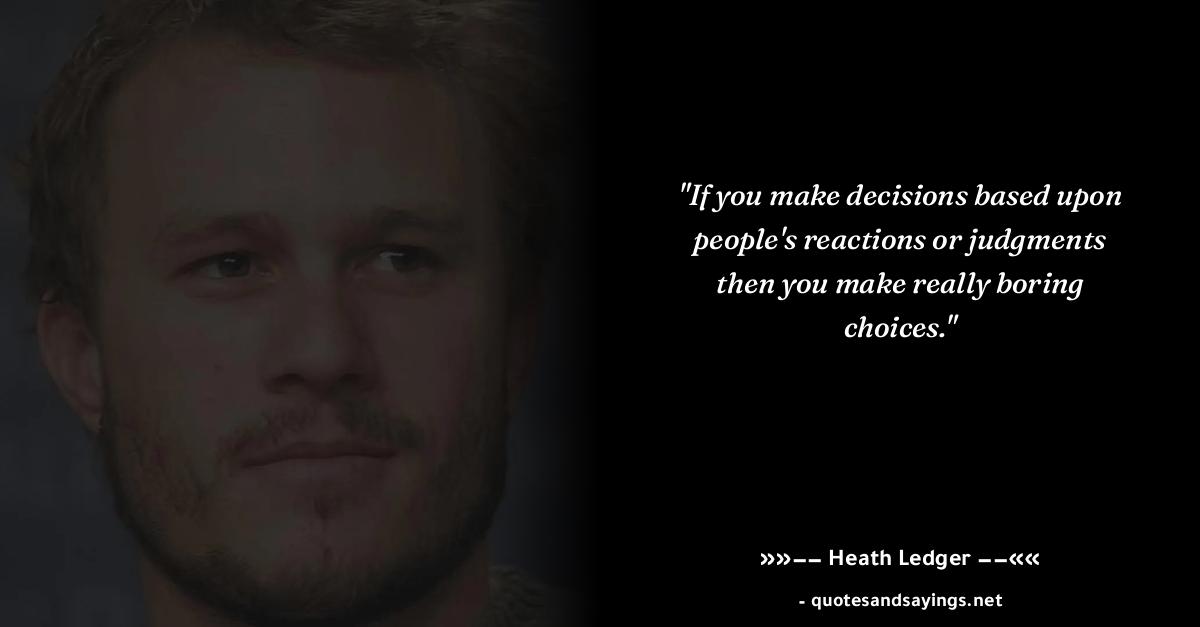 "If you make decisions based upon
people's reactions or judgments
then you make really boring
choices."
»»–– Heath Ledger ––««
- quotesandsayings.net